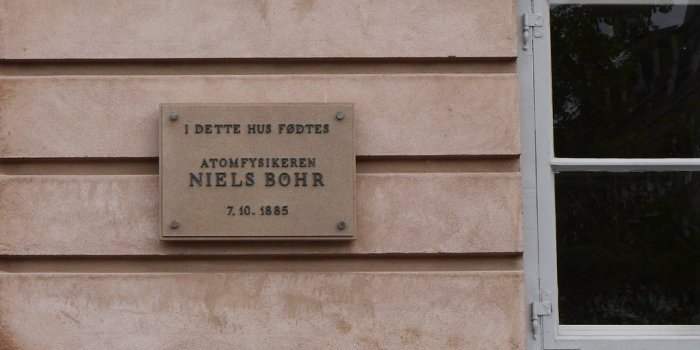 I DETTE HUS FØDTES
ATOMFYSIKEREN
NIELS BOHR
7. 10. 1885